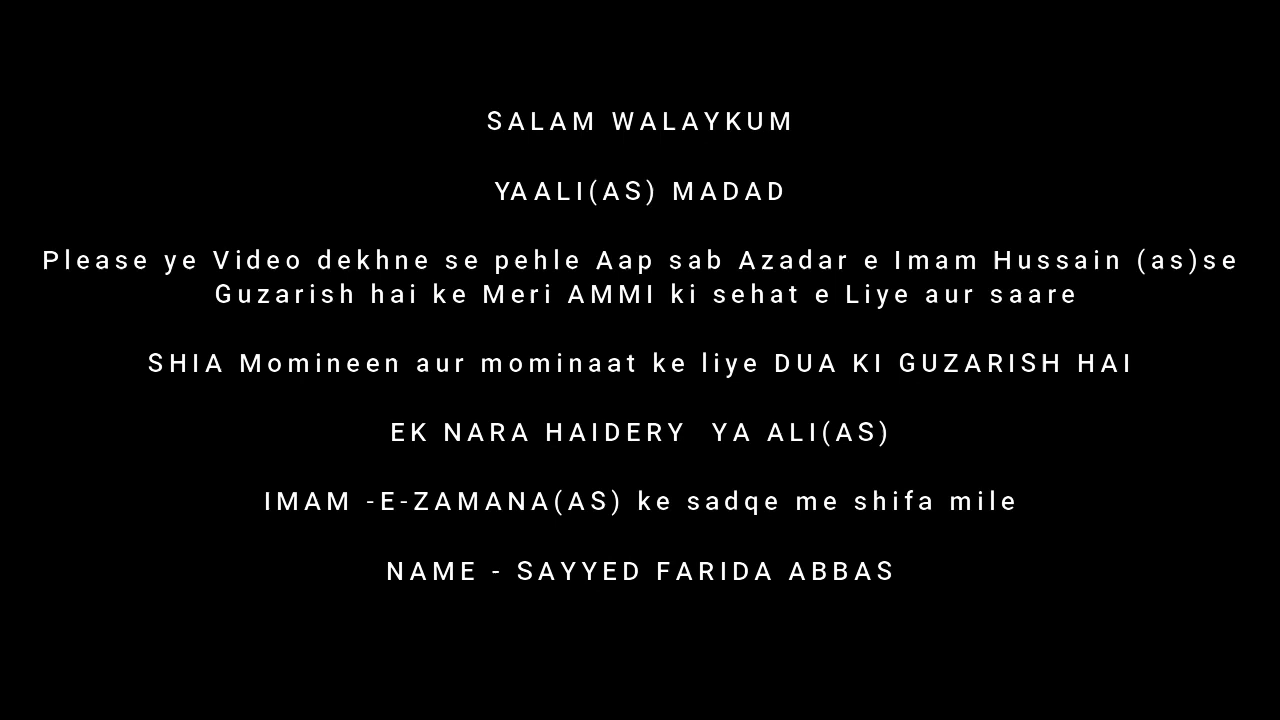 SALAM WALAYKUM
YAALI(AS) MADAD
Please ye Video dekhne se pehle Aap sab Azadar e Imam Hussain (as)se
Guzarish hai ke Meri AMMI ki sehat e Liye aur saare
SHIA Momineen aur mominaat ke liye DUA KI GUZARISH HAI
EK NARA HAIDERY  YA ALI(AS)
IMAM -E-ZAMANA(AS) ke sadqe me shifa mile
NAME - SAYYED FARIDA ABBAS